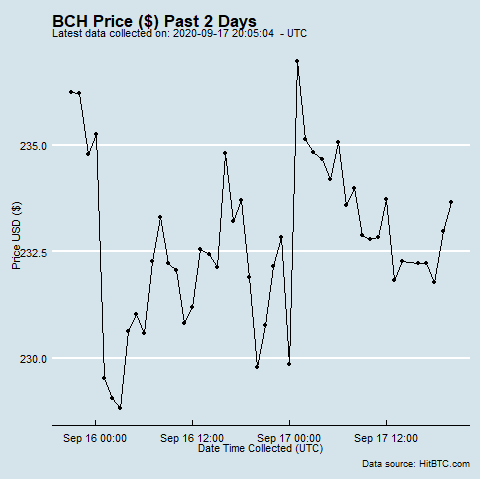 BCH Price ($) Past 2 Days
Latest data collected on: 2020-09-17 20:05:04 - UTC
235.0
232.5
230.0
Price USD ($)
Sep 16 00:00 Sep 16 12:00 Sep 17 00:00 Sep 17 12:00
Date Time Collected (UTC)
Data source: HitBTC.com